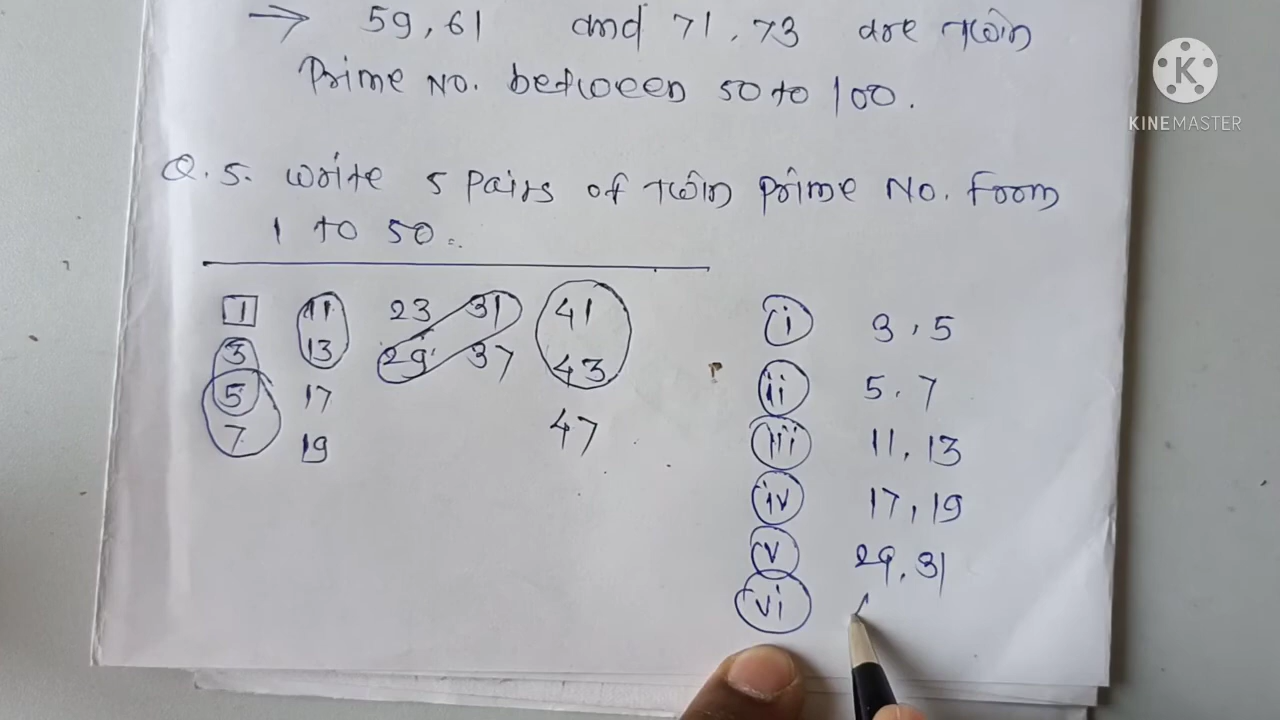 → 59, 61 and 71, 73 are Twin
Prime No. between 50 to 100.
KINEMASTER
Q.5. Write 5 Pairs of Twin Prime No. From
1 to 50.
1 11 23 31 41
3 13 29 37 43
5 17 47
7 19
i 3, 5
ii 5, 7
iii 11, 13
iv 17, 19
v 29, 31
vi